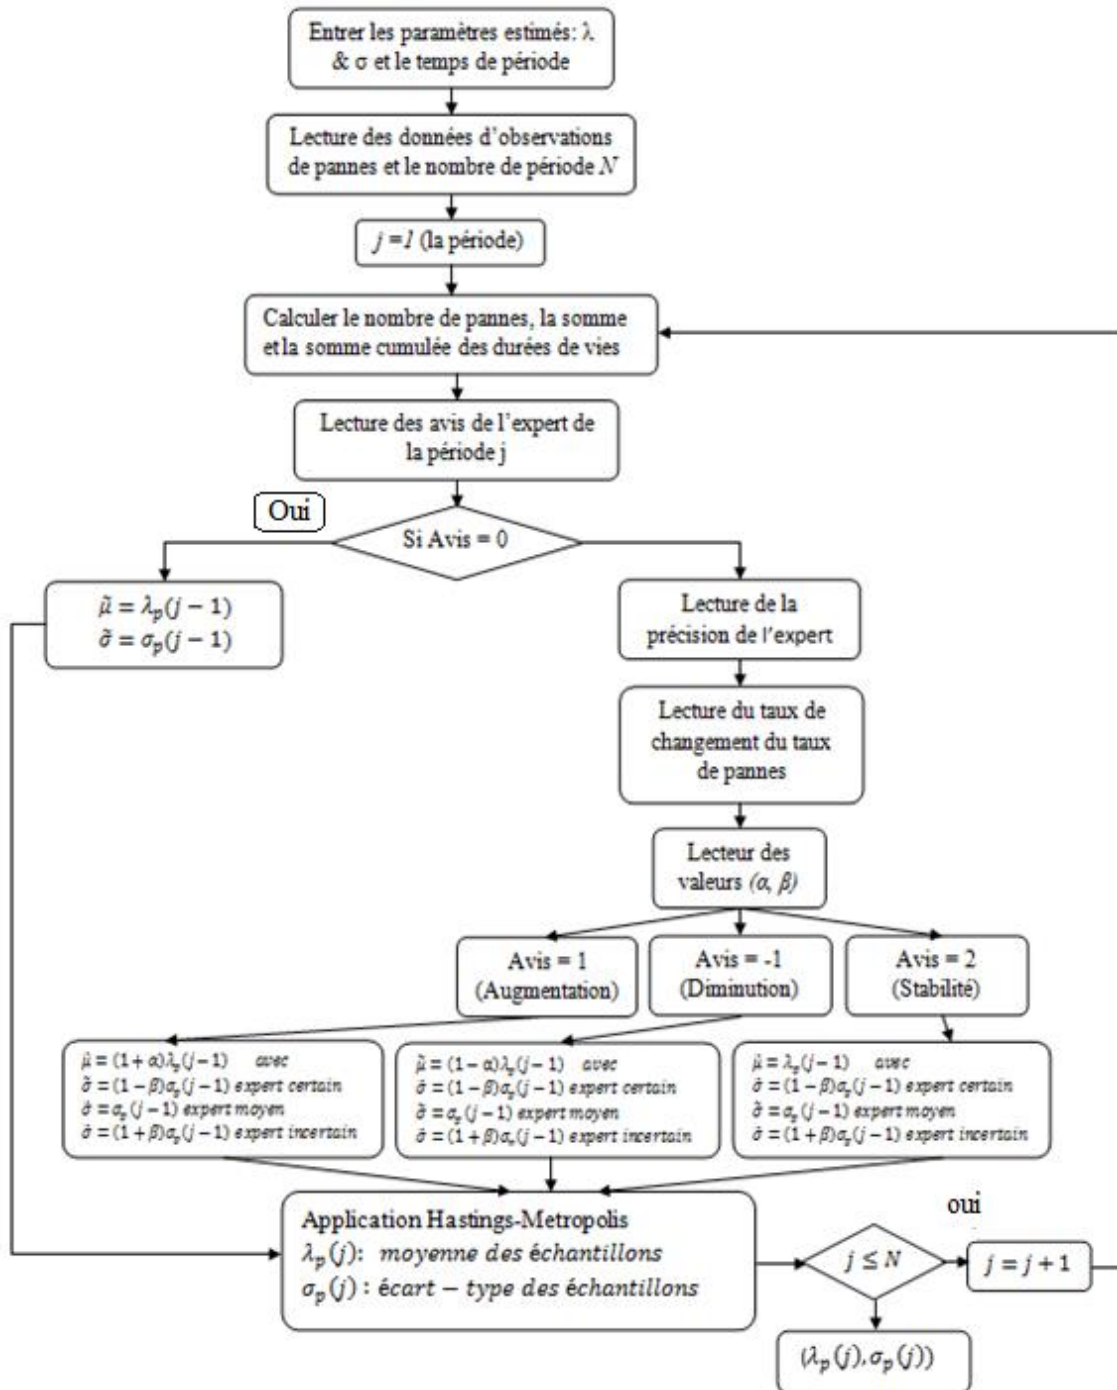 Entrer les paramètres estimés: λ
& σ et le temps de période
Lecture des données d'observations
de pannes et le nombre de période N
j =1 (la période)
Calculer le nombre de pannes, la somme
et la somme cumulée des durées de vies
Lecture des avis de l'expert de
la période j
Oui
Si Avis = 0
μ̃ = λₚ(j − 1)
σ̃ = σₚ(j − 1)
Lecture de la
précision de l'expert
Lecture du taux de
changement du taux
de pannes
Lecteur des
valeurs (α, β)
Avis = 1
(Augmentation)
Avis = -1
(Diminution)
Avis = 2
(Stabilité)
μ̃ = (1 + α)λₚ(j − 1) avec
σ̃ = (1 − β)σₚ(j − 1) expert certain
σ̃ = σₚ(j − 1) expert moyen
σ̃ = (1 + β)σₚ(j − 1) expert incertain
μ̃ = (1 − α)λₚ(j − 1) avec
σ̃ = (1 − β)σₚ(j − 1) expert certain
σ̃ = σₚ(j − 1) expert moyen
σ̃ = (1 + β)σₚ(j − 1) expert incertain
μ̃ = λₚ(j − 1) avec
σ̃ = (1 − β)σₚ(j − 1) expert certain
σ̃ = σₚ(j − 1) expert moyen
σ̃ = (1 + β)σₚ(j − 1) expert incertain
Application Hastings-Metropolis
λₚ(j): moyenne des échantillons
σₚ(j) : écart − type des échantillons
oui
j ≤ N
j = j + 1
(λₚ(j), σₚ(j))